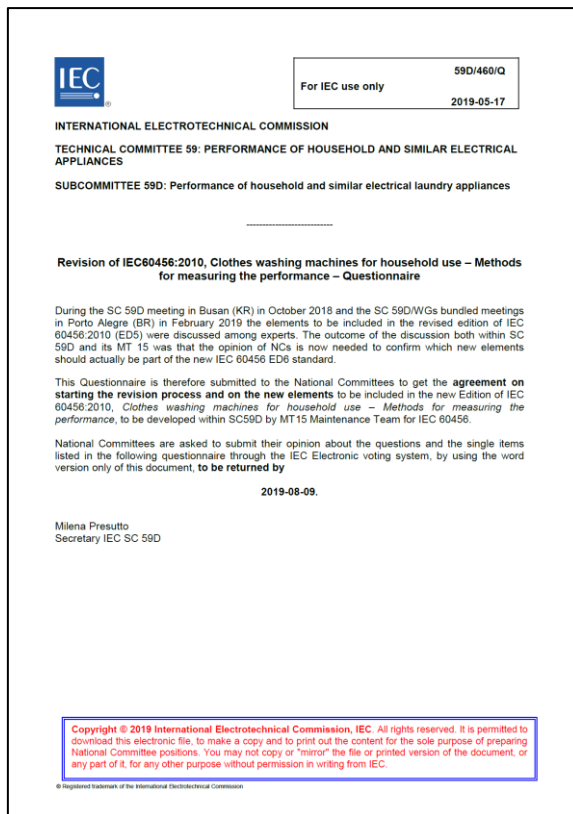 IEC
®
59D/460/Q
For IEC use only
2019-05-17
INTERNATIONAL ELECTROTECHNICAL COMMISSION
TECHNICAL COMMITTEE 59: PERFORMANCE OF HOUSEHOLD AND SIMILAR ELECTRICAL
APPLIANCES
SUBCOMMITTEE 59D: Performance of household and similar electrical laundry appliances
---------------------------
Revision of IEC60456:2010, Clothes washing machines for household use – Methods
for measuring the performance – Questionnaire
During the SC 59D meeting in Busan (KR) in October 2018 and the SC 59D/WGs bundled meetings
in Porto Alegre (BR) in February 2019 the elements to be included in the revised edition of IEC
60456:2010 (ED5) were discussed among experts. The outcome of the discussion both within SC
59D and its MT 15 was that the opinion of NCs is now needed to confirm which new elements
should actually be part of the new IEC 60456 ED6 standard.
This Questionnaire is therefore submitted to the National Committees to get the agreement on
starting the revision process and on the new elements to be included in the new Edition of IEC
60456:2010, Clothes washing machines for household use – Methods for measuring the
performance, to be developed within SC59D by MT15 Maintenance Team for IEC 60456.
National Committees are asked to submit their opinion about the questions and the single items
listed in the following questionnaire through the IEC Electronic voting system, by using the word
version only of this document, to be returned by
2019-08-09.
Milena Presutto
Secretary IEC SC 59D
Copyright © 2019 International Electrotechnical Commission, IEC. All rights reserved. It is permitted to
download this electronic file, to make a copy and to print out the content for the sole purpose of preparing
National Committee positions. You may not copy or "mirror" the file or printed version of the document, or
any part of it, for any other purpose without permission in writing from IEC.
® Registered trademark of the International Electrotechnical Commission